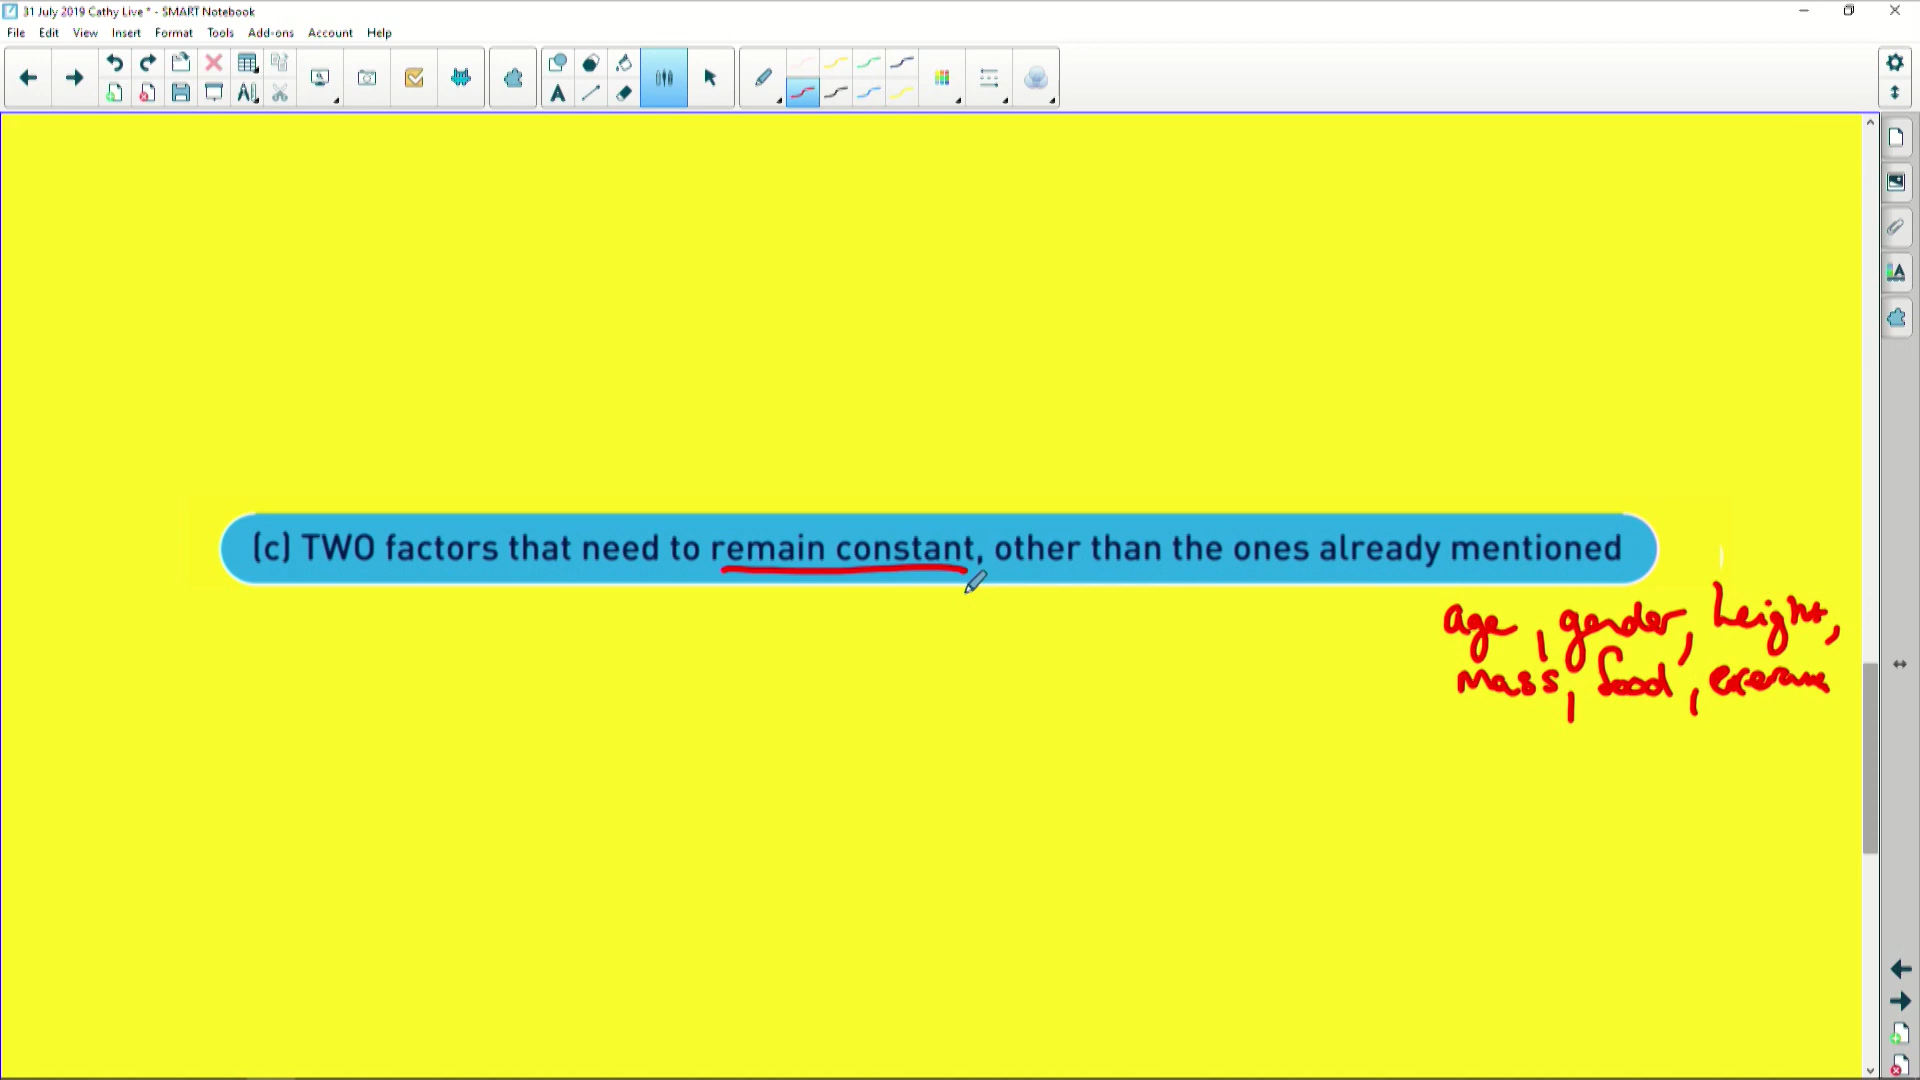 31 July 2019 Cathy Live * - SMART Notebook
File Edit View Insert Format Tools Add-ons Account Help
(c) TWO factors that need to remain constant, other than the ones already mentioned
age, gender, height,
mass, food, exercise